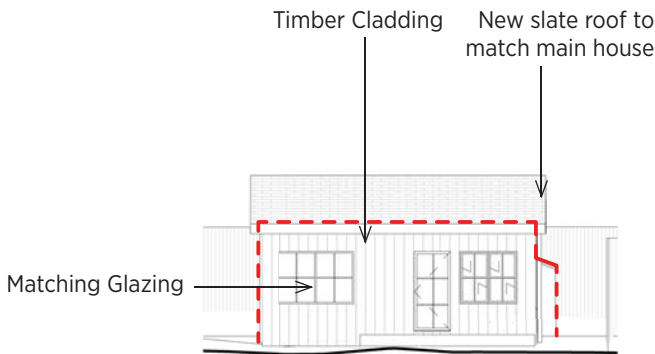 Timber Cladding
New slate roof to
match main house
Matching Glazing